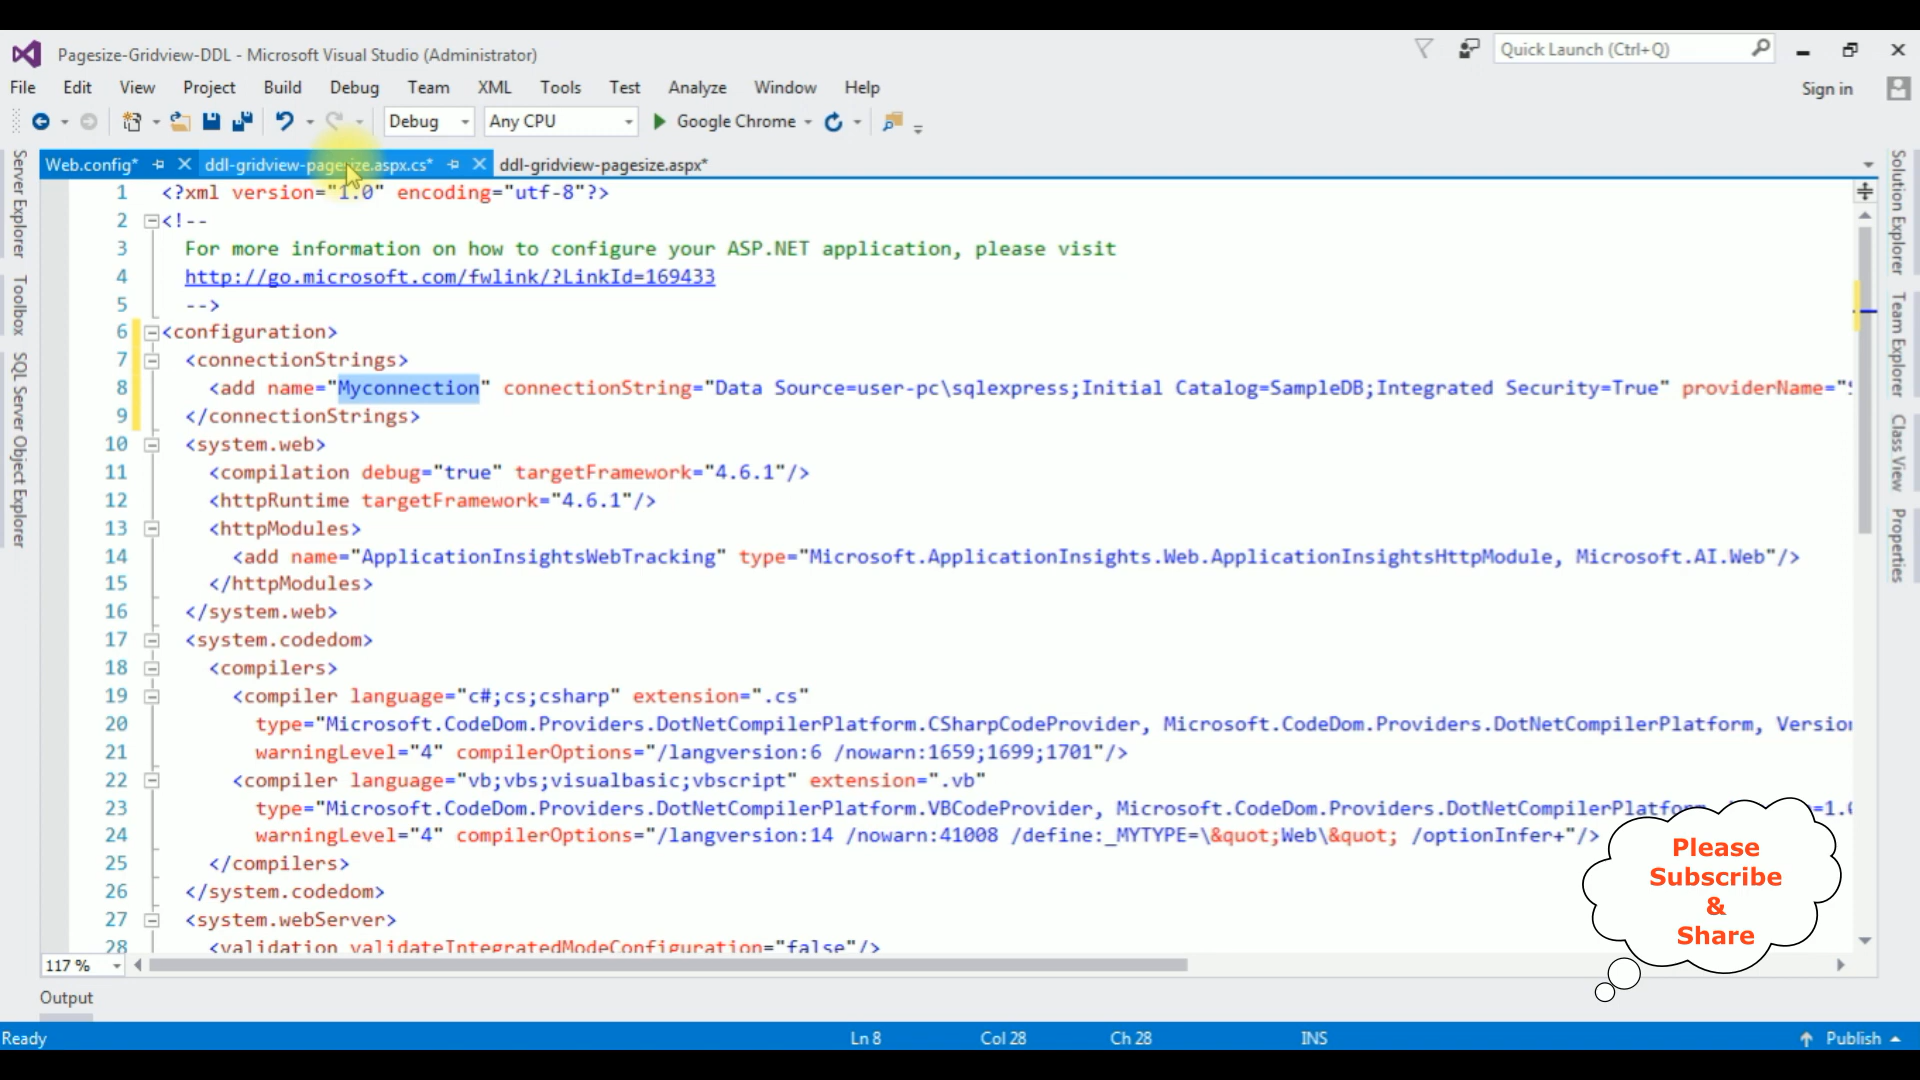 Pagesize-Gridview-DDL - Microsoft Visual Studio (Administrator)
Quick Launch (Ctrl+Q)
File Edit View Project Build Debug Team XML Tools Test Analyze Window Help
Sign in
Debug Any CPU Google Chrome
Web.config* ddl-gridview-pagesize.aspx.cs* ddl-gridview-pagesize.aspx*
Server Explorer
Toolbox
SQL Server Object Explorer
1 <?xml version="1.0" encoding="utf-8"?>
2 <!--
3 For more information on how to configure your ASP.NET application, please visit
4 http://go.microsoft.com/fwlink/?LinkId=169433
5 -->
6 <configuration>
7 <connectionStrings>
8 <add name="Myconnection" connectionString="Data Source=user-pc\sqlexpress;Initial Catalog=SampleDB;Integrated Security=True" providerName="
9 </connectionStrings>
10 <system.web>
11 <compilation debug="true" targetFramework="4.6.1"/>
12 <httpRuntime targetFramework="4.6.1"/>
13 <httpModules>
14 <add name="ApplicationInsightsWebTracking" type="Microsoft.ApplicationInsights.Web.ApplicationInsightsHttpModule, Microsoft.AI.Web"/>
15 </httpModules>
16 </system.web>
17 <system.codedom>
18 <compilers>
19 <compiler language="c#;cs;csharp" extension=".cs"
20 type="Microsoft.CodeDom.Providers.DotNetCompilerPlatform.CSharpCodeProvider, Microsoft.CodeDom.Providers.DotNetCompilerPlatform, Version
21 warningLevel="4" compilerOptions="/langversion:6 /nowarn:1659;1699;1701"/>
22 <compiler language="vb;vbs;visualbasic;vbscript" extension=".vb"
23 type="Microsoft.CodeDom.Providers.DotNetCompilerPlatform.VBCodeProvider, Microsoft.CodeDom.Providers.DotNetCompilerPlatform, =1.0
24 warningLevel="4" compilerOptions="/langversion:14 /nowarn:41008 /define:_MYTYPE=\&quot;Web\&quot; /optionInfer+"/>
25 </compilers>
26 </system.codedom>
27 <system.webServer>
28 <validation validateIntegratedModeConfiguration="false"/>
Solution Explorer
Team Explorer
Class View
Properties
Please
Subscribe
&
Share
117 %
Output
Ready Ln 8 Col 28 Ch 28 INS Publish